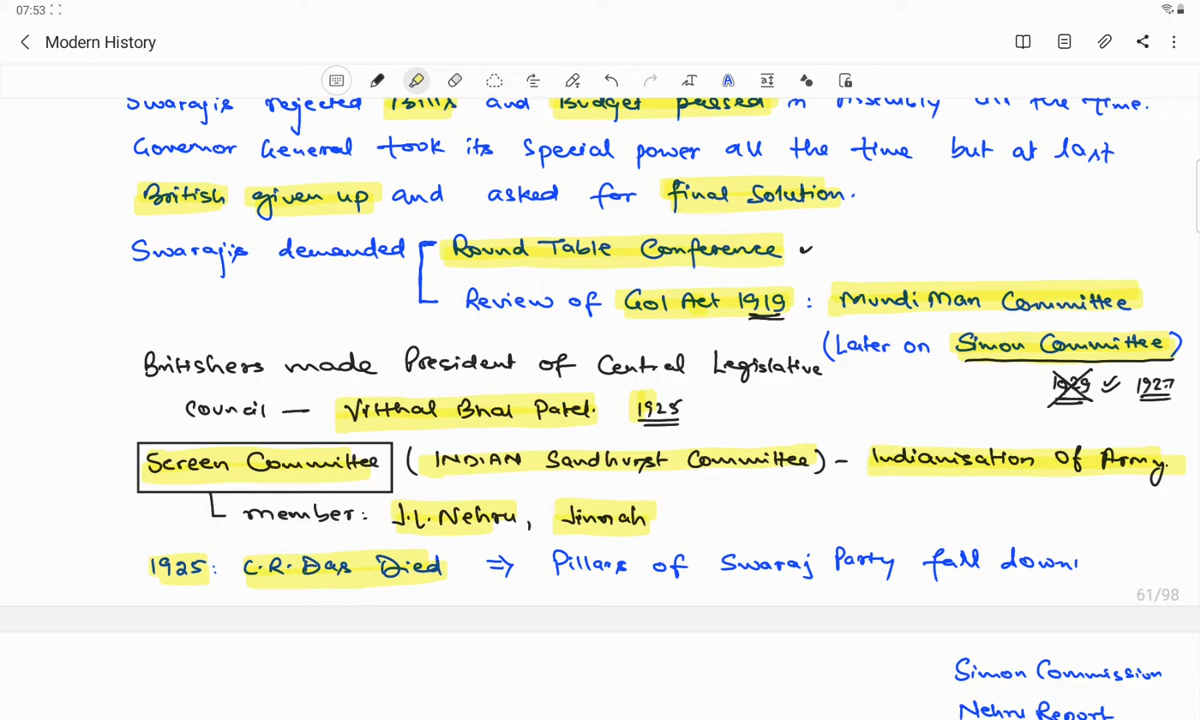 07:53
Modern History
Swarajis rejected Bills and Budget passed in Assembly all the time.
Governor General took its special power all the time but at last
British given up and asked for final solution.
Swarajis demanded Round Table Conference ✓
Review of GoI Act 1919 : Mundi Man Committee
(Later on Simon Committee)
1929 ✓ 1927
Britishers made President of Central Legislative
Council — Vitthal Bhai Patel. 1925
Screen Committee (INDIAN Sandhurst Committee) - Indianisation of Army.
member: J.L. Nehru, Jinnah
1925: C.R. Das Died ⇒ Pillars of Swaraj Party fall down
61/98
Simon Commission
Nehru Report